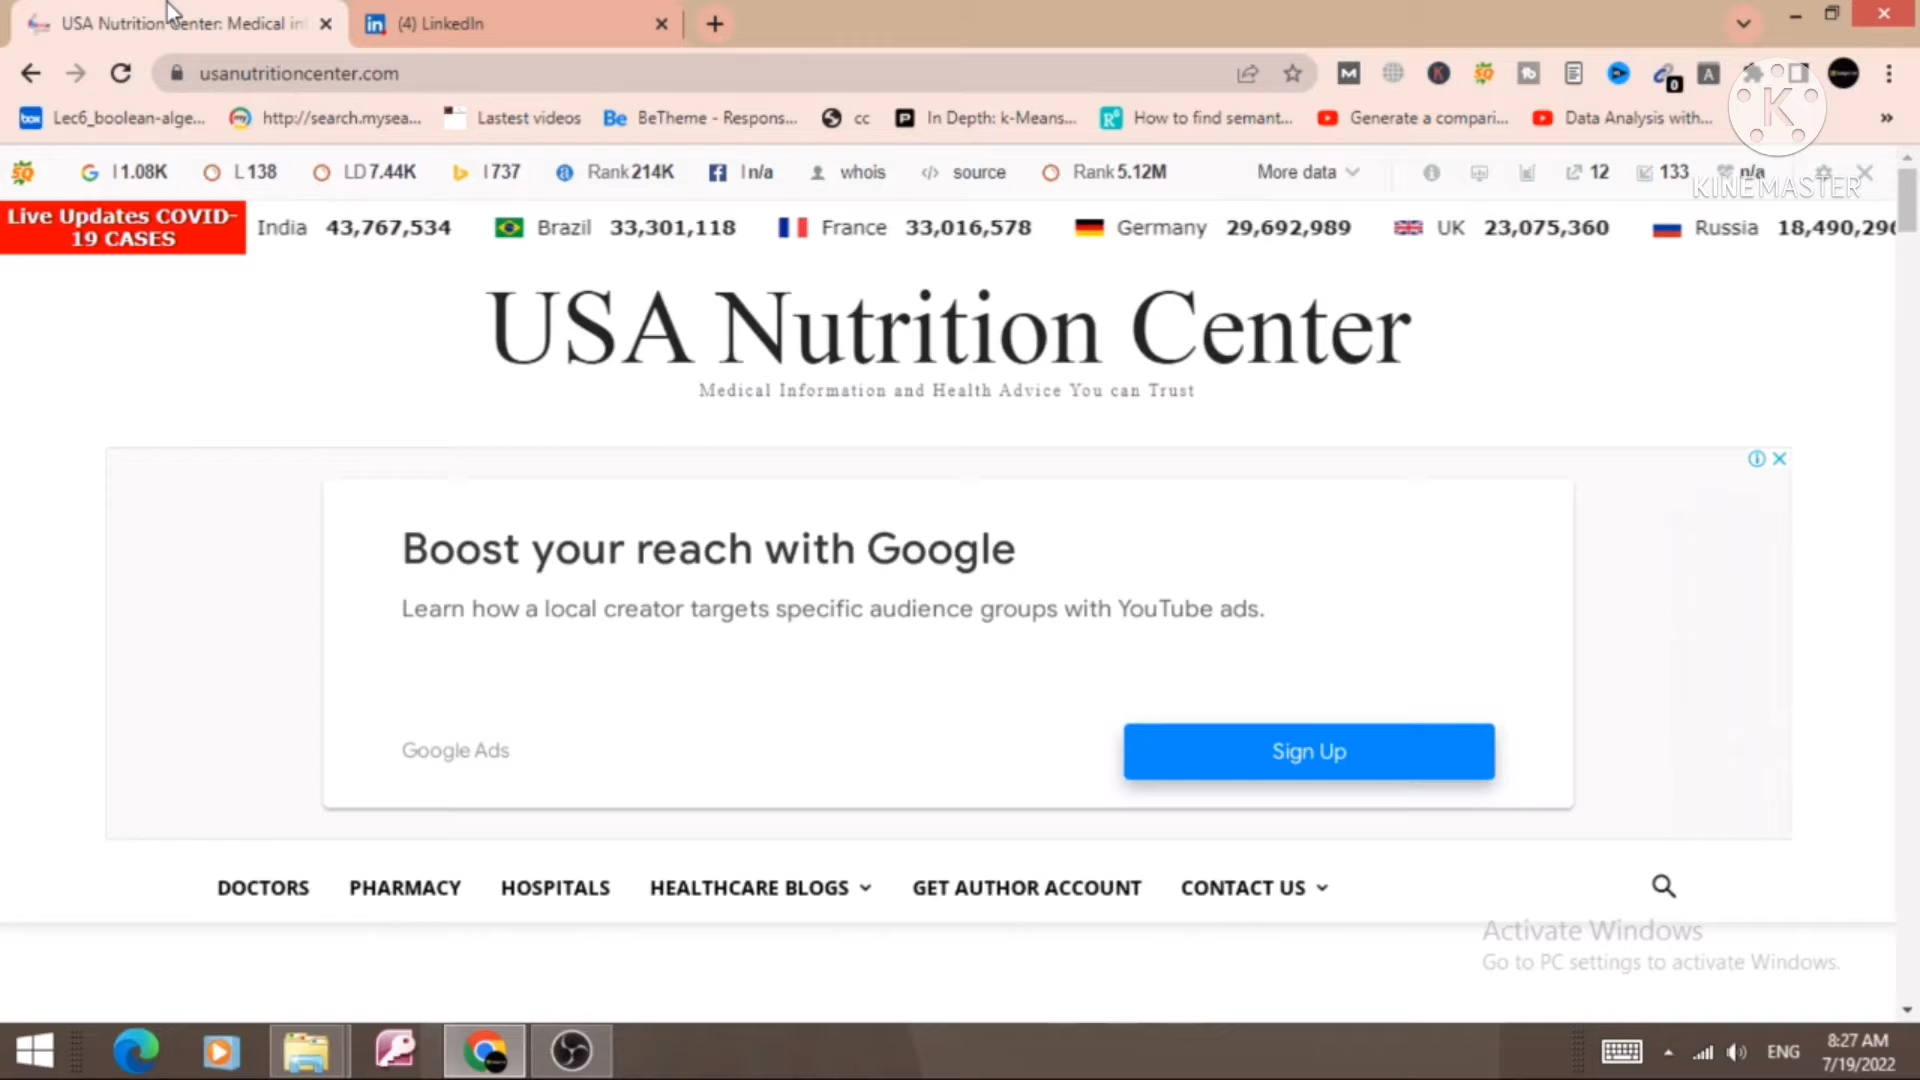 USA Nutrition Center: Medical in
(4) LinkedIn
usanutritioncenter.com
Lec6_boolean-alge...
http://search.mysea...
Lastest videos
BeTheme - Respons...
cc
In Depth: k-Means...
How to find semant...
Generate a compari...
Data Analysis with...
»
I 1.08K
L 138
LD 7.44K
I 737
Rank 214K
I n/a
whois
source
Rank 5.12M
More data
12
133
n/a
KINEMASTER
Live Updates COVID-
19 CASES
India 43,767,534
Brazil 33,301,118
France 33,016,578
Germany 29,692,989
UK 23,075,360
Russia 18,490,29
USA Nutrition Center
Medical Information and Health Advice You can Trust
Boost your reach with Google
Learn how a local creator targets specific audience groups with YouTube ads.
Google Ads
Sign Up
DOCTORS
PHARMACY
HOSPITALS
HEALTHCARE BLOGS
GET AUTHOR ACCOUNT
CONTACT US
Activate Windows
Go to PC settings to activate Windows.
ENG
8:27 AM
7/19/2022